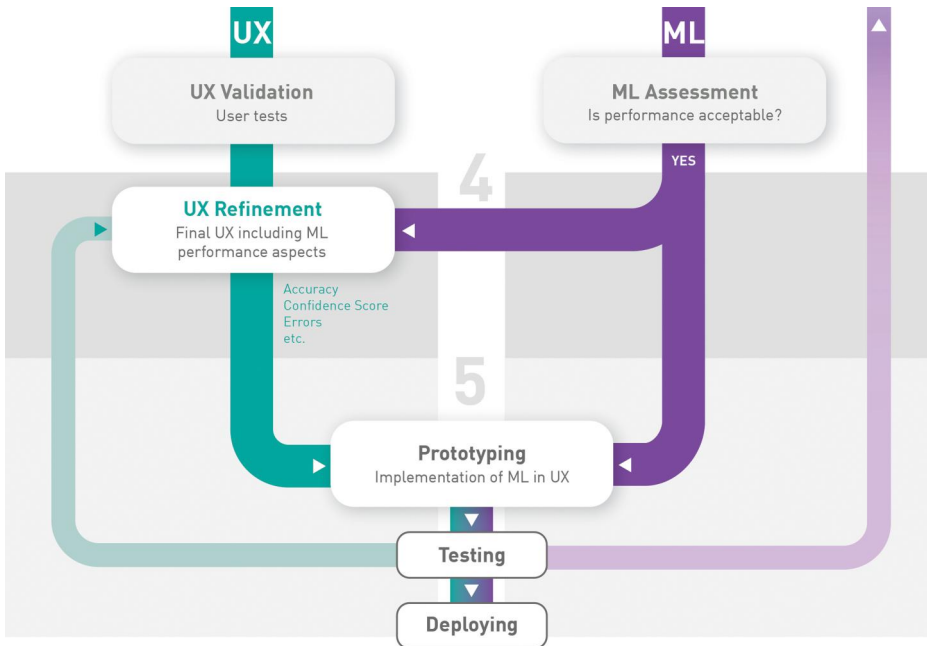 UX
ML
UX Validation
User tests
ML Assessment
Is performance acceptable?
YES
4
UX Refinement
Final UX including ML
performance aspects
Accuracy
Confidence Score
Errors
etc.
5
Prototyping
Implementation of ML in UX
Testing
Deploying